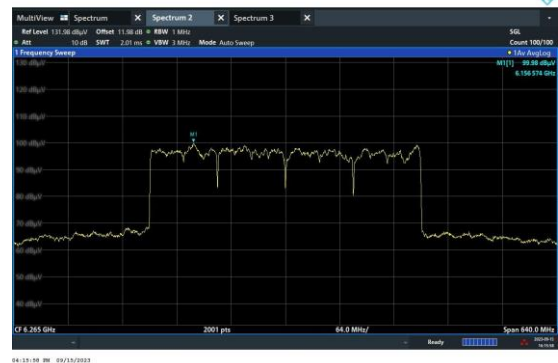 MultiView Spectrum X Spectrum 2 X Spectrum 3 X
Ref Level 131.98 dBµV Offset 11.98 dB RBW 1 MHz SGL
Att 10 dB SWT 2.01 ms VBW 3 MHz Mode Auto Sweep Count 100/100
1 Frequency Sweep 1Av AvgLog
M1[1] 99.98 dBµV
6.156 574 GHz
130 dBµV
120 dBµV
110 dBµV
M1
100 dBµV
90 dBµV
80 dBµV
70 dBµV
60 dBµV
50 dBµV
40 dBµV
CF 6.265 GHz 2001 pts 64.0 MHz/ Span 640.0 MHz
Ready
04:15:50 PM 09/15/2023